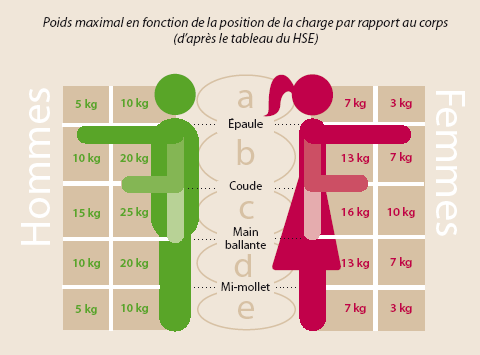 Poids maximal en fonction de la position de la charge par rapport au corps
(d'après le tableau du HSE)
Hommes
Femmes
5 kg 10 kg a 7 kg 3 kg
Épaule
10 kg 20 kg b 13 kg 7 kg
Coude
15 kg 25 kg c 16 kg 10 kg
Main
ballante
10 kg 20 kg d 13 kg 7 kg
Mi-mollet
5 kg 10 kg e 7 kg 3 kg